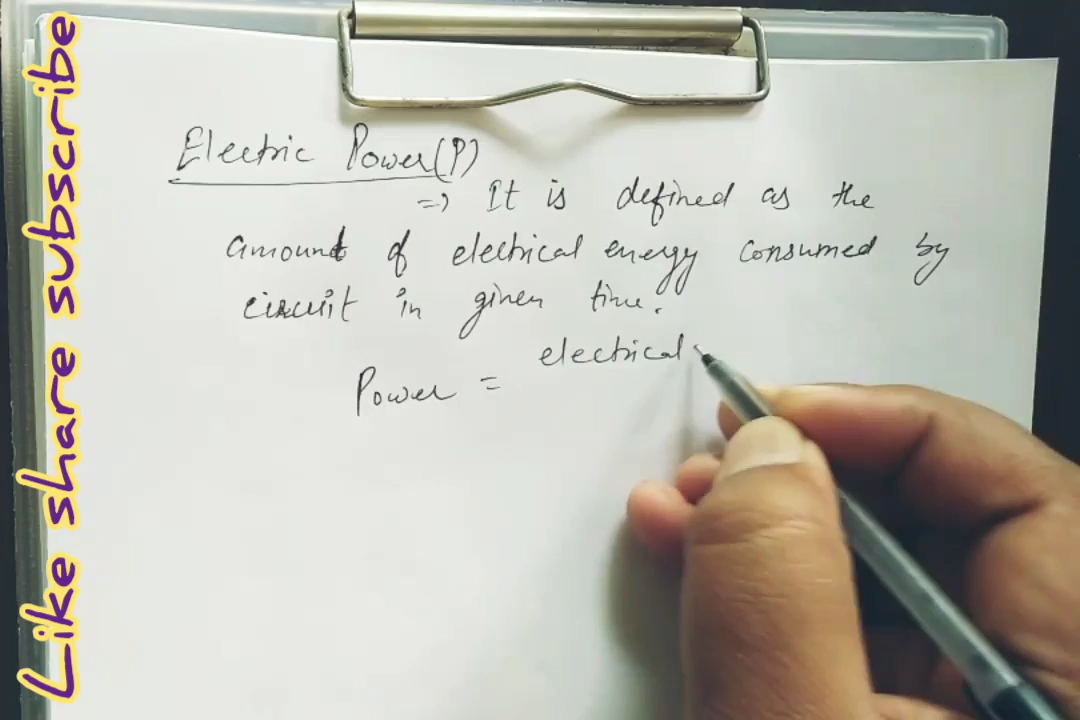 Like share subscribe
Electric Power(P)
=> It is defined as the
amount of electrical energy consumed by
circuit in given time.
electrical
Power =